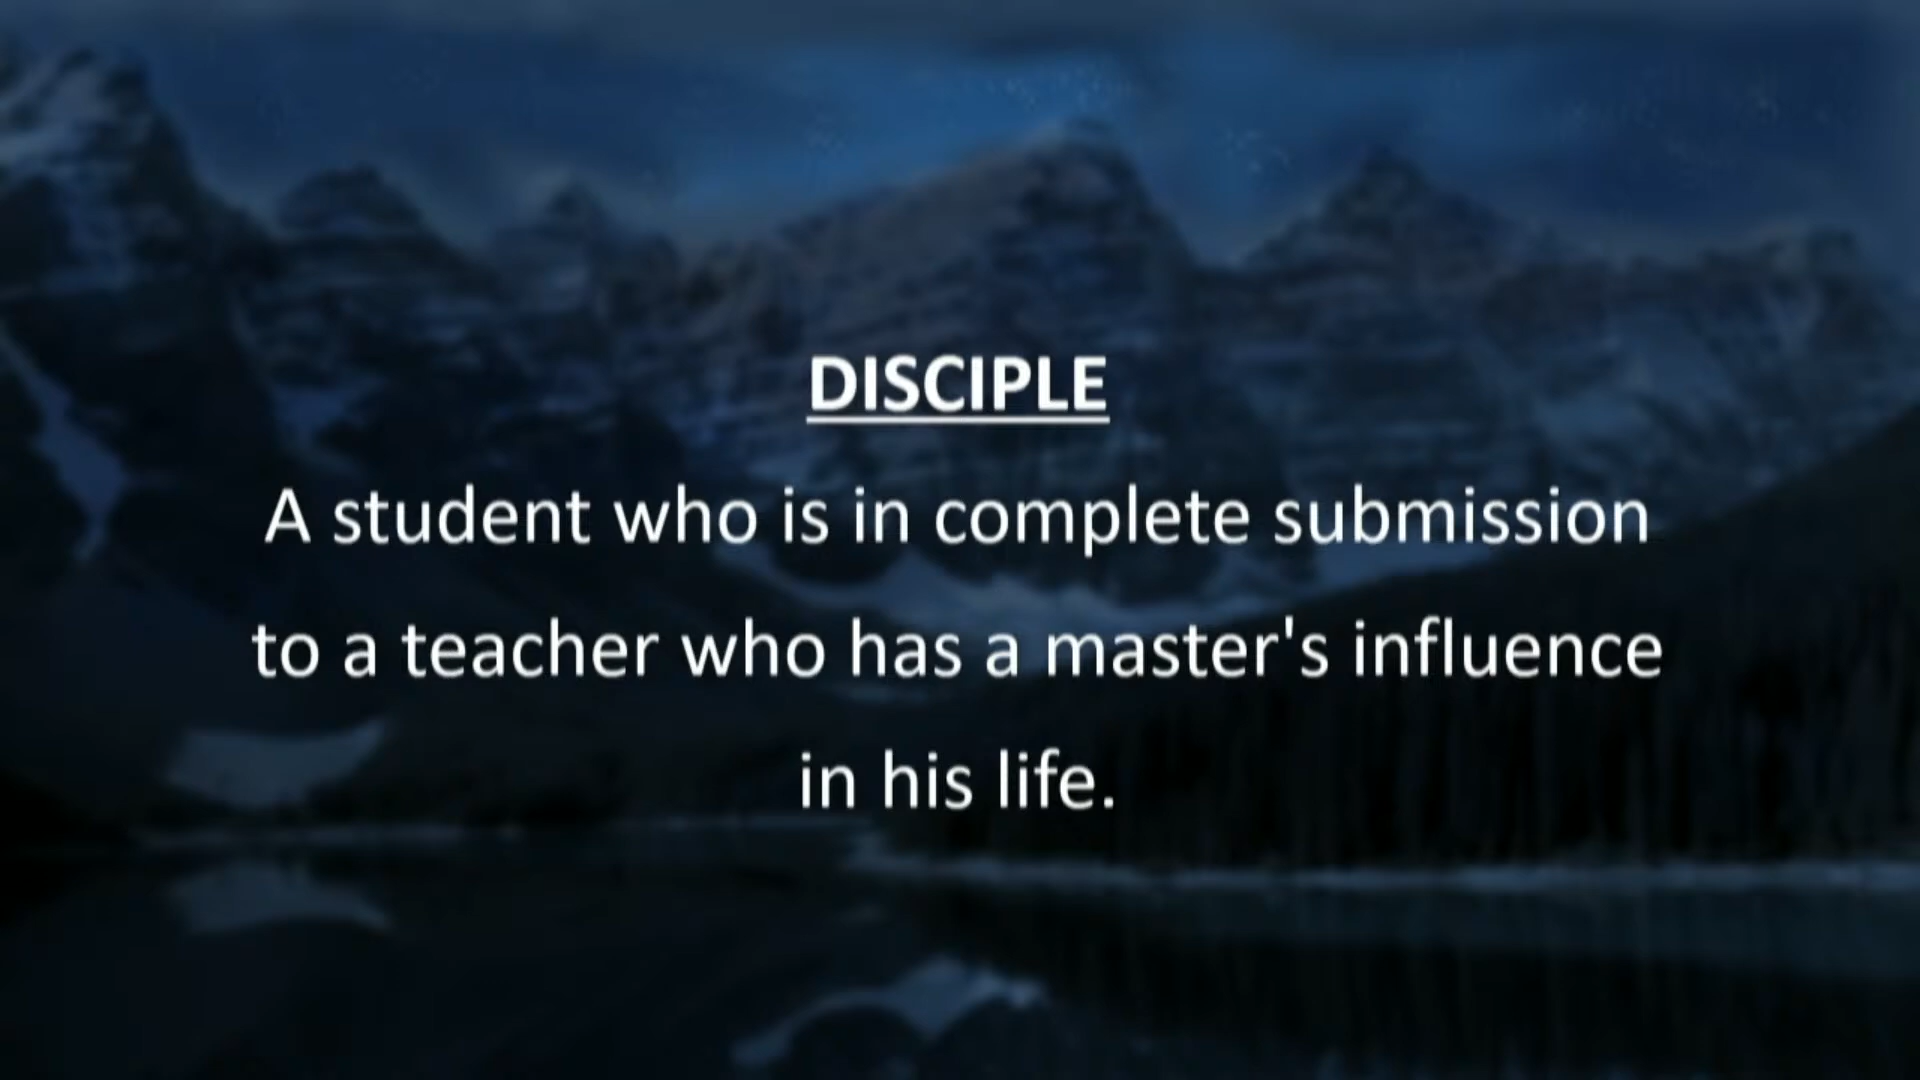 DISCIPLE
A student who is in complete submission
to a teacher who has a master's influence
in his life.